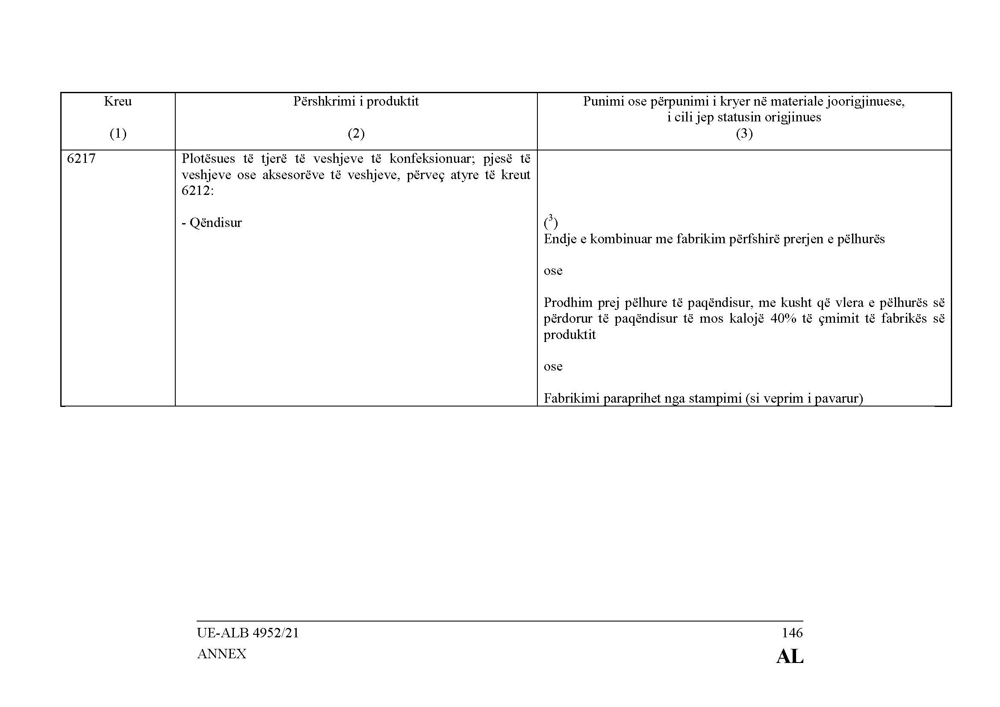 Kreu
(1)
Përshkrimi i produktit
(2)
Punimi ose përpunimi i kryer në materiale joorigjinuese,
i cili jep statusin origjinues
(3)
6217
Plotësues të tjerë të veshjeve të konfeksionuar; pjesë të
veshjeve ose aksesorëve të veshjeve, përveç atyre të kreut
6212:
- Qëndisur
(³)
Endje e kombinuar me fabrikim përfshirë prerjen e pëlhurës
ose
Prodhim prej pëlhure të paqëndisur, me kusht që vlera e pëlhurës së
përdorur të paqëndisur të mos kalojë 40% të çmimit të fabrikës së
produktit
ose
Fabrikimi paraprihet nga stampimi (si veprim i pavarur)
UE-ALB 4952/21 146
ANNEX AL